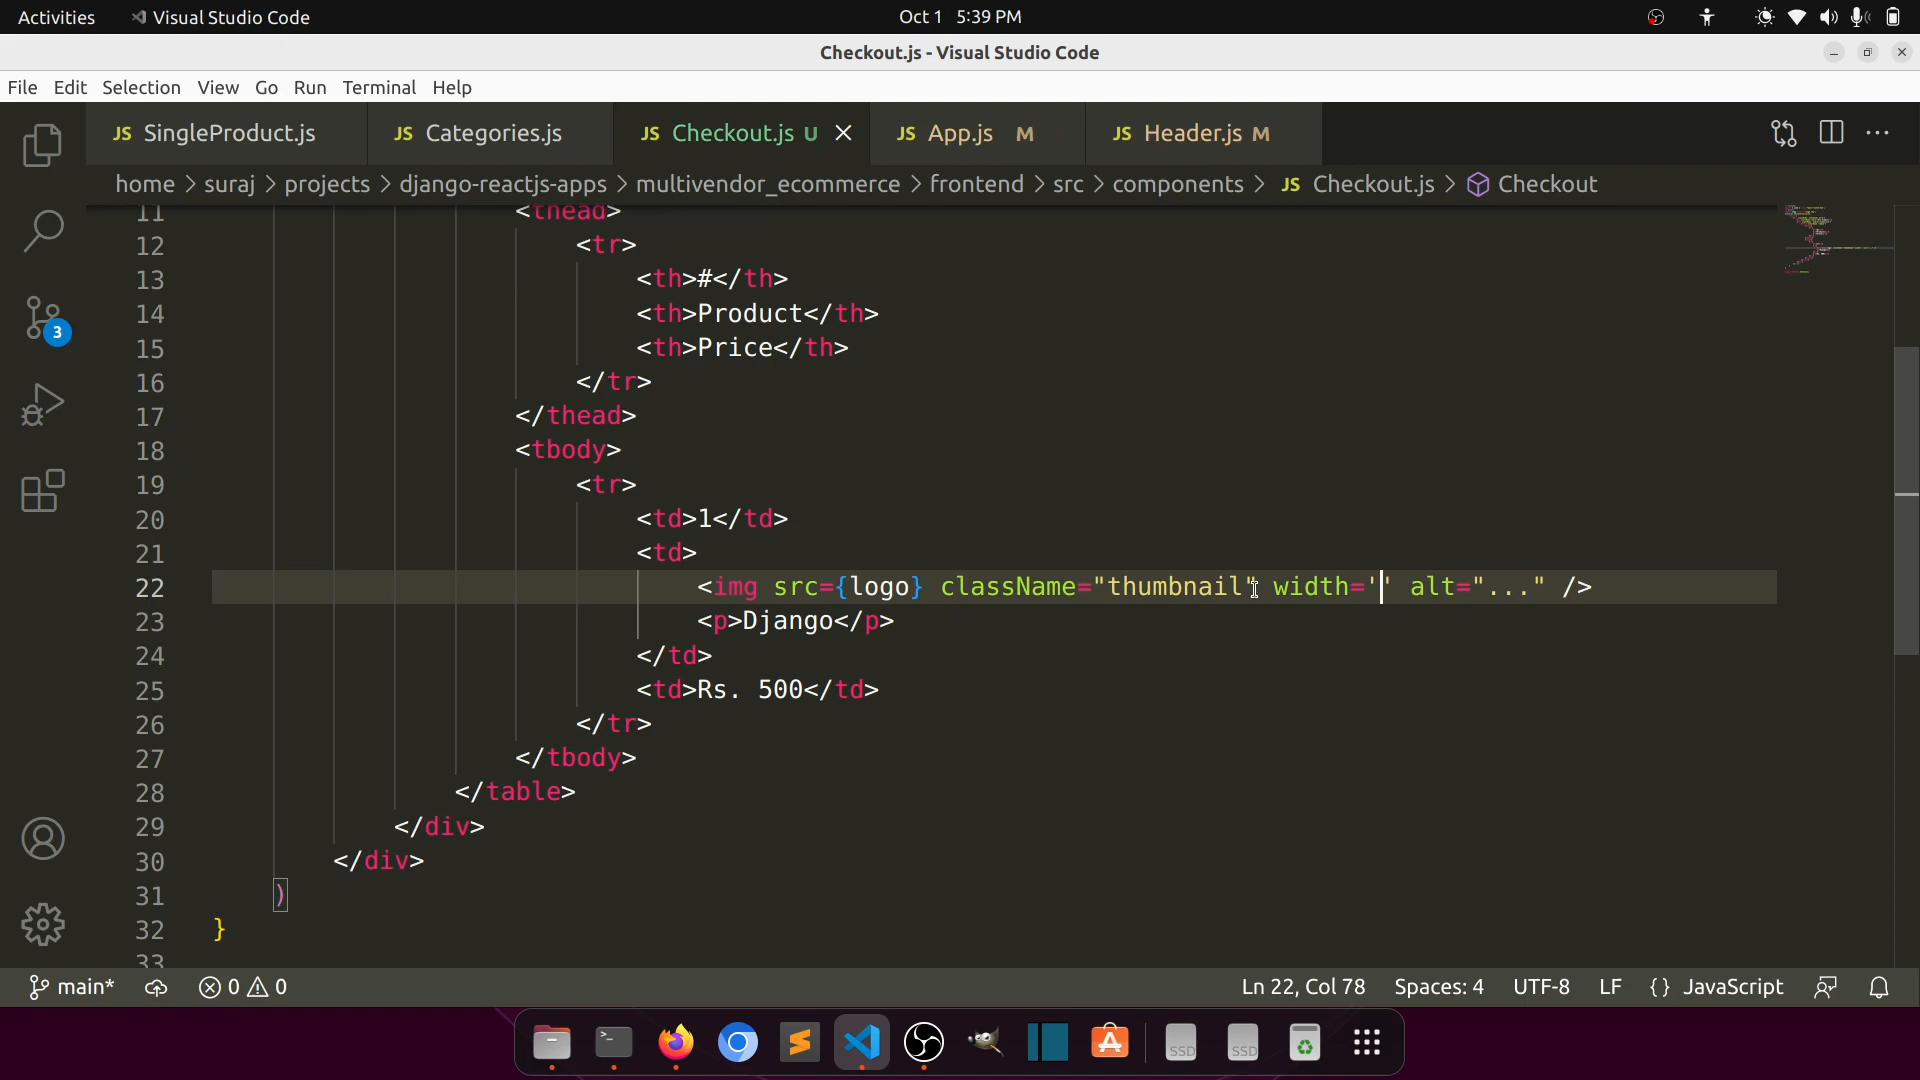 Activities Visual Studio Code Oct 1 5:39 PM
Checkout.js - Visual Studio Code
File Edit Selection View Go Run Terminal Help
JS SingleProduct.js JS Categories.js JS Checkout.js U JS App.js M JS Header.js M
home > suraj > projects > django-reactjs-apps > multivendor_ecommerce > frontend > src > components > JS Checkout.js > Checkout
11 <thead>
12 <tr>
13 <th>#</th>
14 <th>Product</th>
15 <th>Price</th>
16 </tr>
17 </thead>
18 <tbody>
19 <tr>
20 <td>1</td>
21 <td>
22 <img src={logo} className="thumbnail" width='' alt="..." />
23 <p>Django</p>
24 </td>
25 <td>Rs. 500</td>
26 </tr>
27 </tbody>
28 </table>
29 </div>
30 </div>
31 )
32 }
33
3
main* 0 0 Ln 22, Col 78 Spaces: 4 UTF-8 LF {} JavaScript
SSD SSD